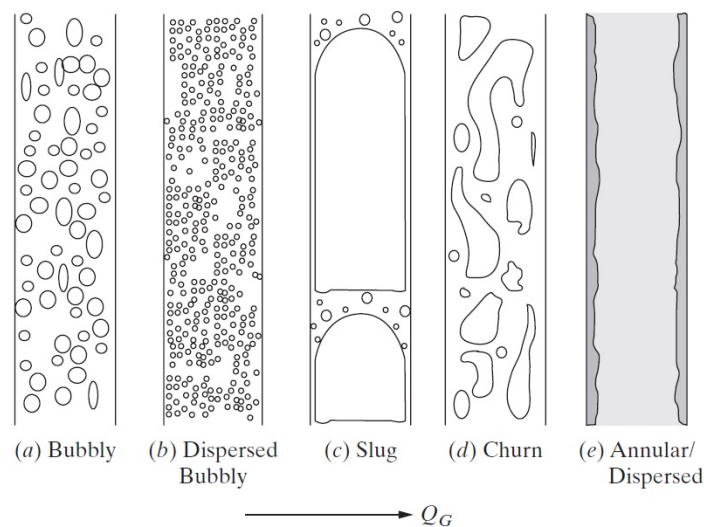 (a) Bubbly
(b) Dispersed
Bubbly
(c) Slug
(d) Churn
(e) Annular/
Dispersed
Q_G